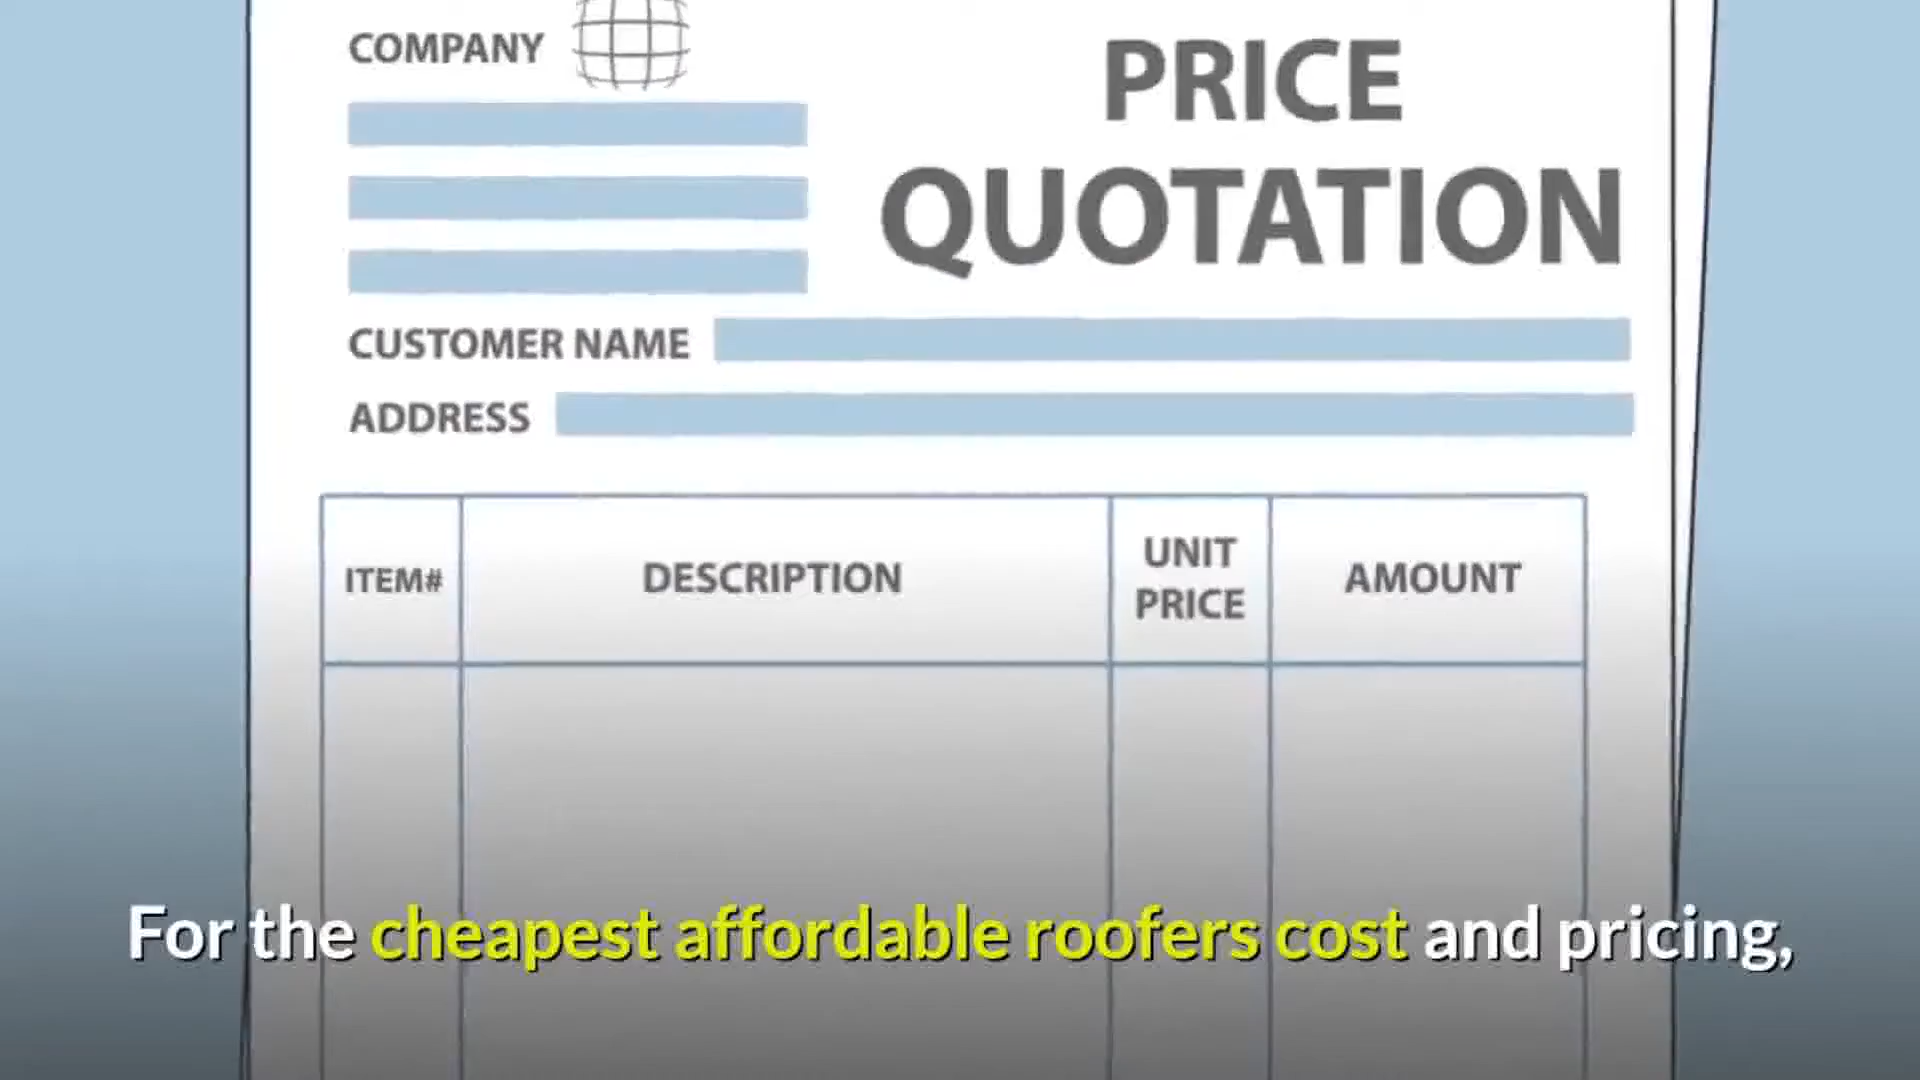 COMPANY
PRICE
QUOTATION
CUSTOMER NAME
ADDRESS
ITEM#
DESCRIPTION
UNIT
PRICE
AMOUNT
For the cheapest affordable roofers cost and pricing,